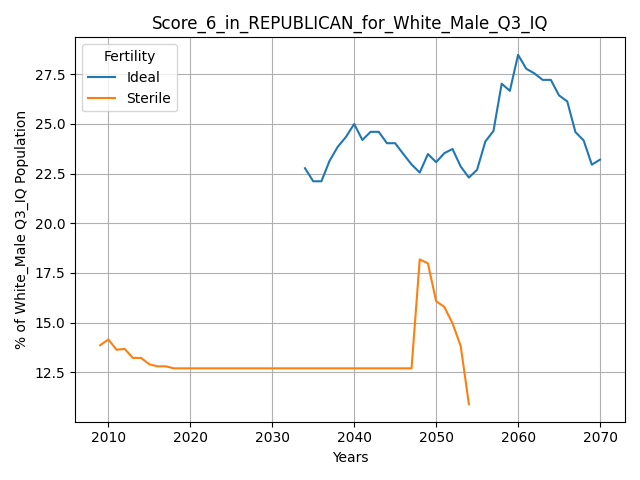 Score_6_in_REPUBLICAN_for_White_Male_Q3_IQ
Fertility
Ideal
Sterile
% of White_Male Q3_IQ Population
27.5
25.0
22.5
20.0
17.5
15.0
12.5
2010 2020 2030 2040 2050 2060 2070
Years